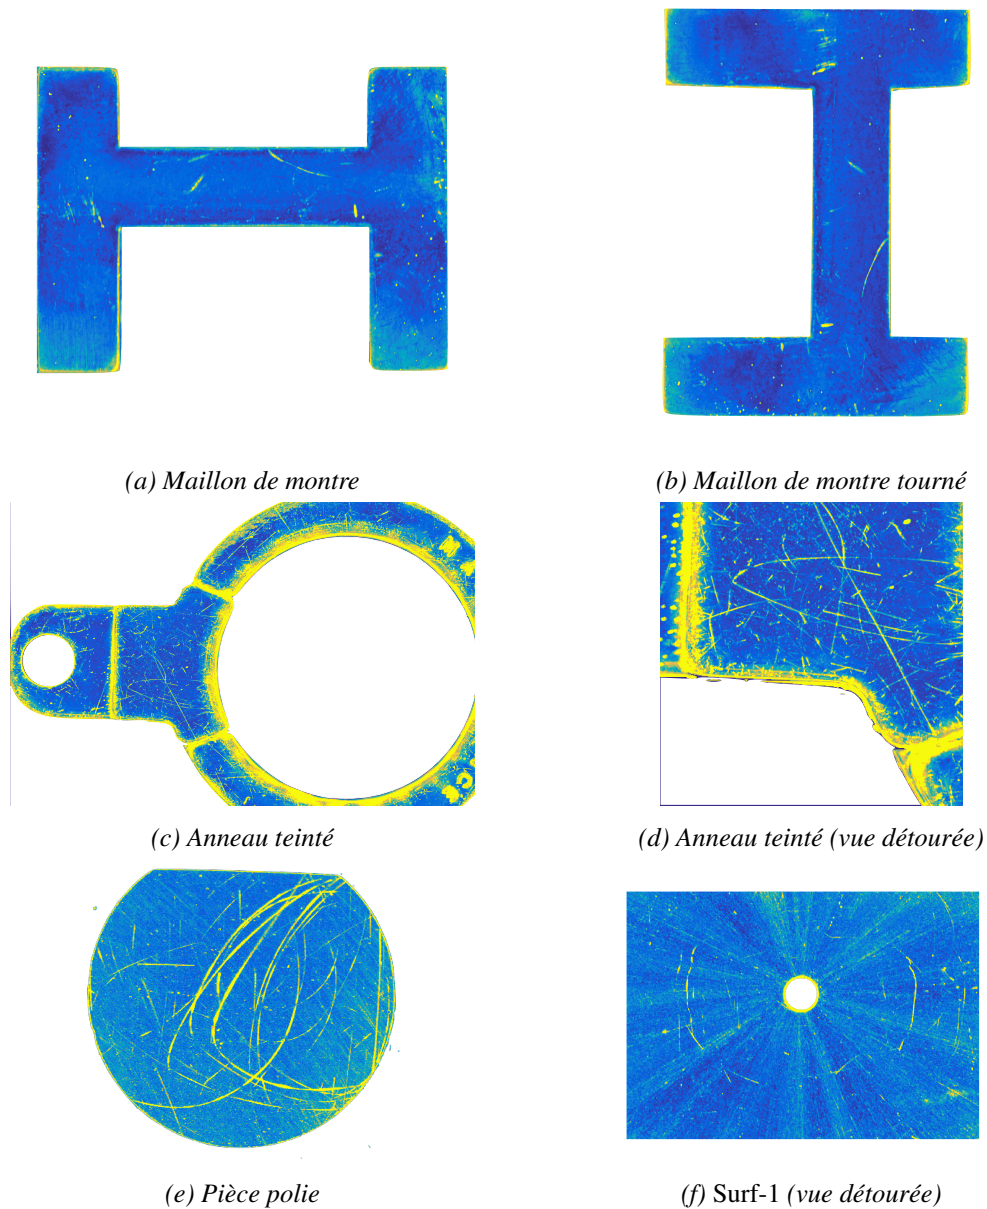 (a) Maillon de montre
(b) Maillon de montre tourné
(c) Anneau teinté
(d) Anneau teinté (vue détourée)
(e) Pièce polie
(f) Surf-1 (vue détourée)